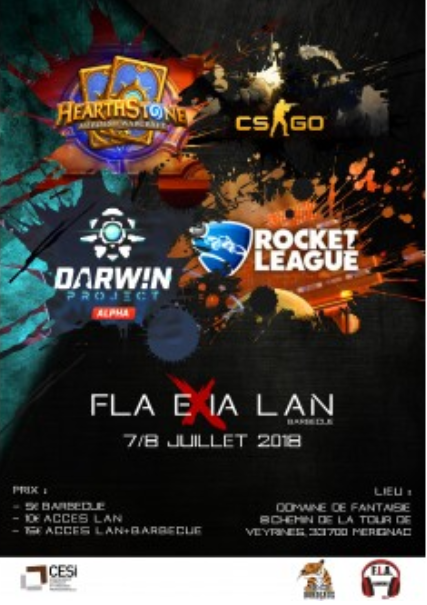 HEARTHSTONE
CS GO
DARWIN
PROJECT
ALPHA
ROCKET
LEAGUE
FLA EXIA LAN
BARBECUE
7/8 JUILLET 2018
PRIX :
- 5€ BARBECUE
- 10€ ACCES LAN
- 15€ ACCES LAN+BARBECUE
LIEU :
DOMAINE DE FANTAISIE
8 CHEMIN DE LA TOUR DE
VEYRINES, 33700 MERIGNAC
CESI
F.L.A